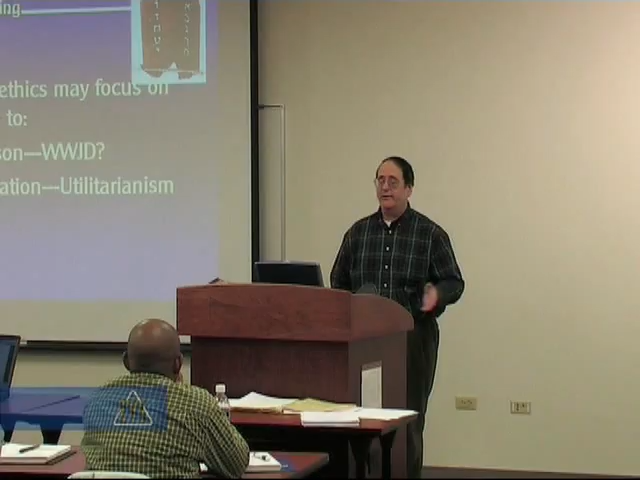 ing
ethics may focus on
to:
son—WWJD?
ation—Utilitarianism